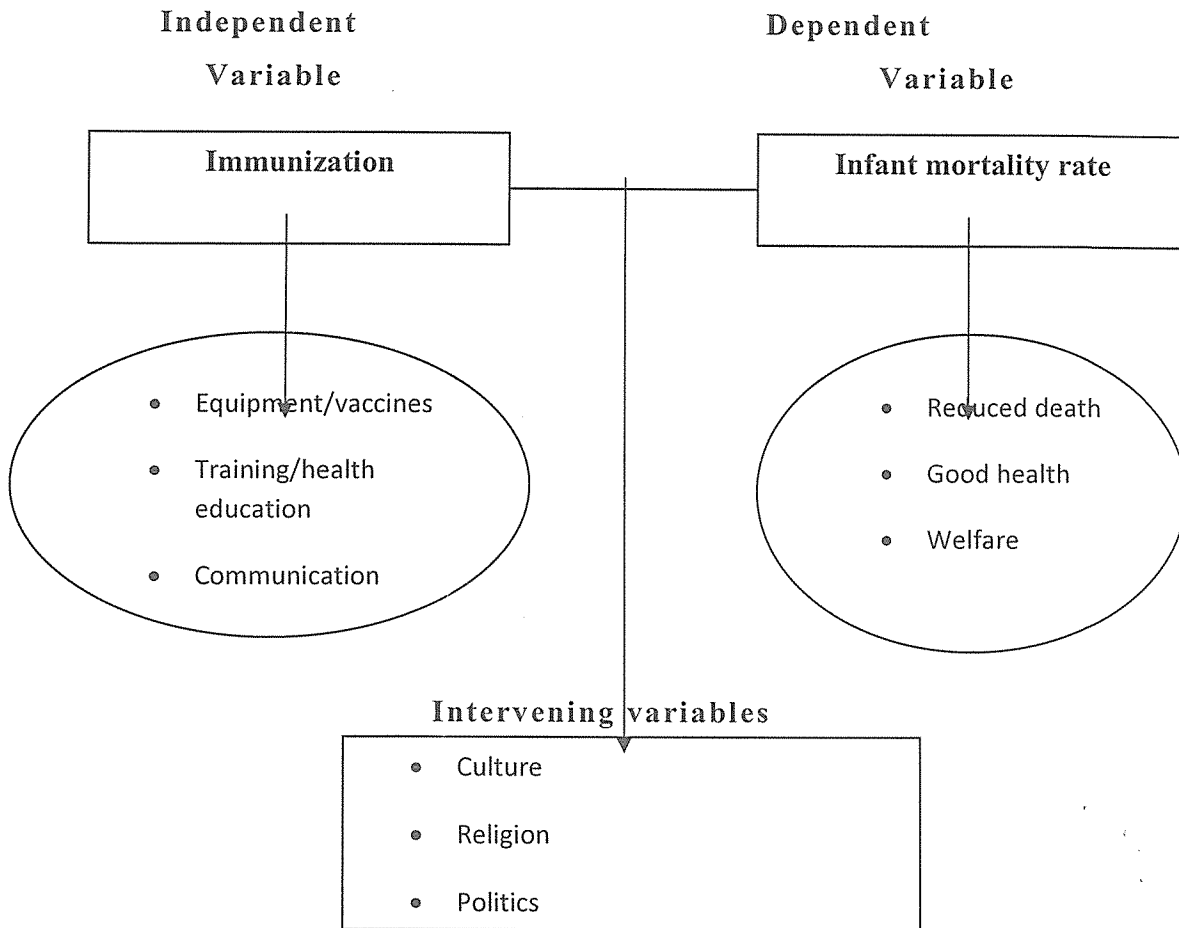 Independent
Variable
Dependent
Variable
Immunization
Infant mortality rate
• Equipment/vaccines
• Training/health
education
• Communication
• Reduced death
• Good health
• Welfare
Intervening variables
• Culture
• Religion
• Politics